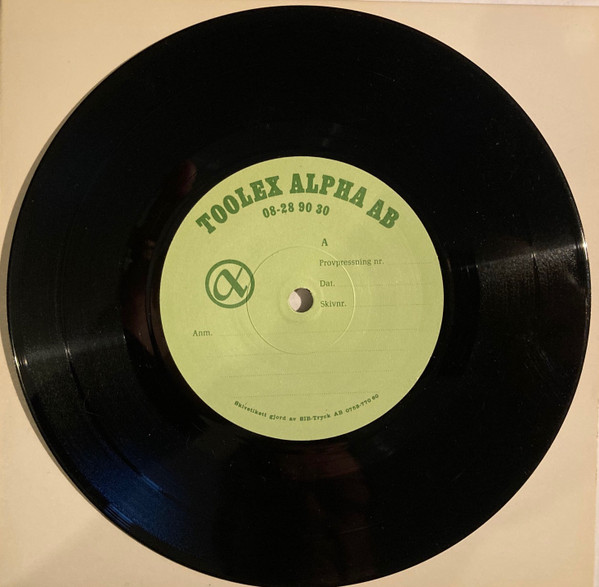 TOOLEX ALPHA AB
08-28 90 30
A
Provpressning nr.
Dat.
Skivnr.
α
Anm.
Skivetikett gjord av SIB-Tryck AB 0758-770 80